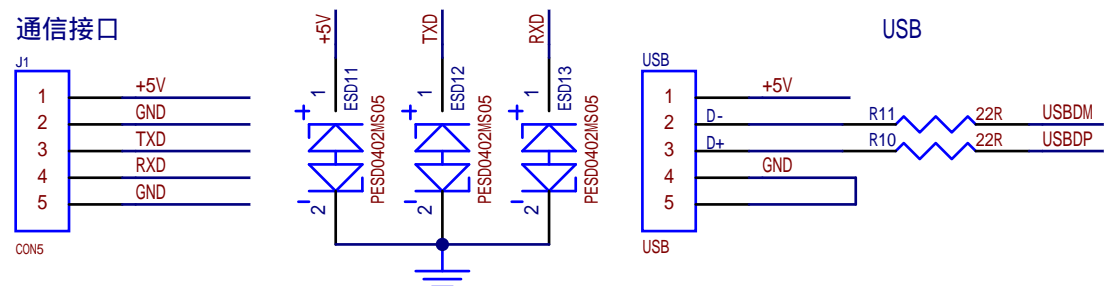 通信接口
J1
1 +5V
2 GND
3 TXD
4 RXD
5 GND
CON5
+5V
1
ESD11
PESD0402MS05
+
-
2
TXD
1
ESD12
PESD0402MS05
+
-
2
RXD
1
ESD13
PESD0402MS05
+
-
2
USB
USB
1 +5V
2 D- R11 22R USBDM
3 D+ R10 22R USBDP
4 GND
5
USB